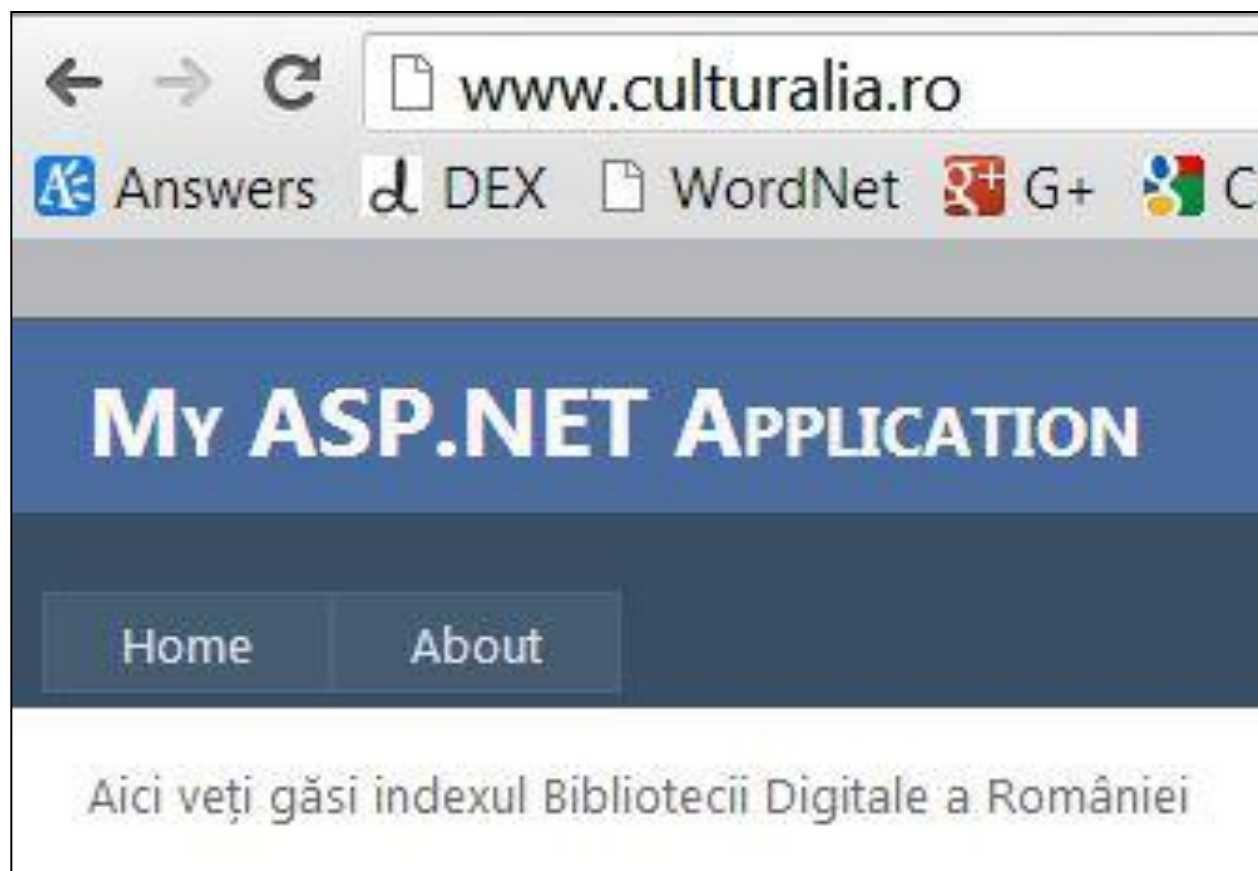 www.culturalia.ro
Answers DEX WordNet G+
My ASP.NET Application
Home About
Aici veți găsi indexul Bibliotecii Digitale a României